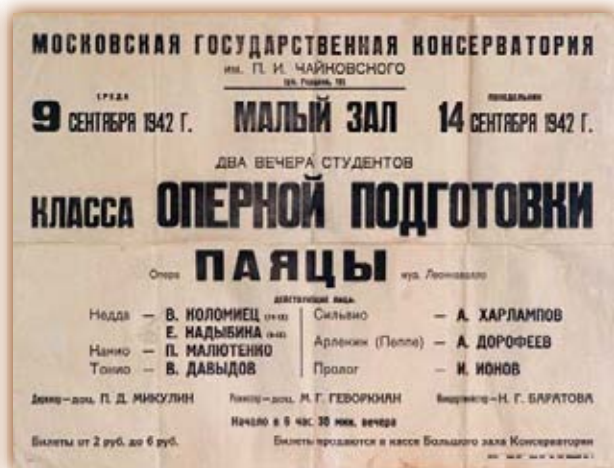 МОСКОВСКАЯ ГОСУДАРСТВЕННАЯ КОНСЕРВАТОРИЯ
им. П. И. ЧАЙКОВСКОГО
СРЕДА
ПОНЕДЕЛЬНИК
9 СЕНТЯБРЯ 1942 Г. МАЛЫЙ ЗАЛ 14 СЕНТЯБРЯ 1942 Г.
ДВА ВЕЧЕРА СТУДЕНТОВ
КЛАССА ОПЕРНОЙ ПОДГОТОВКИ
Опера ПАЯЦЫ муз. Леонкавалло
ДЕЙСТВУЮЩИЕ ЛИЦА:
Недда — В. КОЛОМИЕЦ
Е. НАДЫБИНА
Канио — П. МАЛЮТЕНКО
Тонио — В. ДАВЫДОВ
Сильвио — А. ХАРЛАМПОВ
Арлекин (Пеппе) — А. ДОРОФЕЕВ
Пролог — И. ИОНОВ
Дирижер — доц. П. Д. МИКУЛИН Режиссер — доц. М. Г. ГЕВОРКИАН Концертмейстер — Н. Г. БАРАТОВА
Начало в 6 час. 30 мин. вечера
Билеты от 2 руб. до 6 руб. Билеты продаются в кассе Большого зала Консерватории